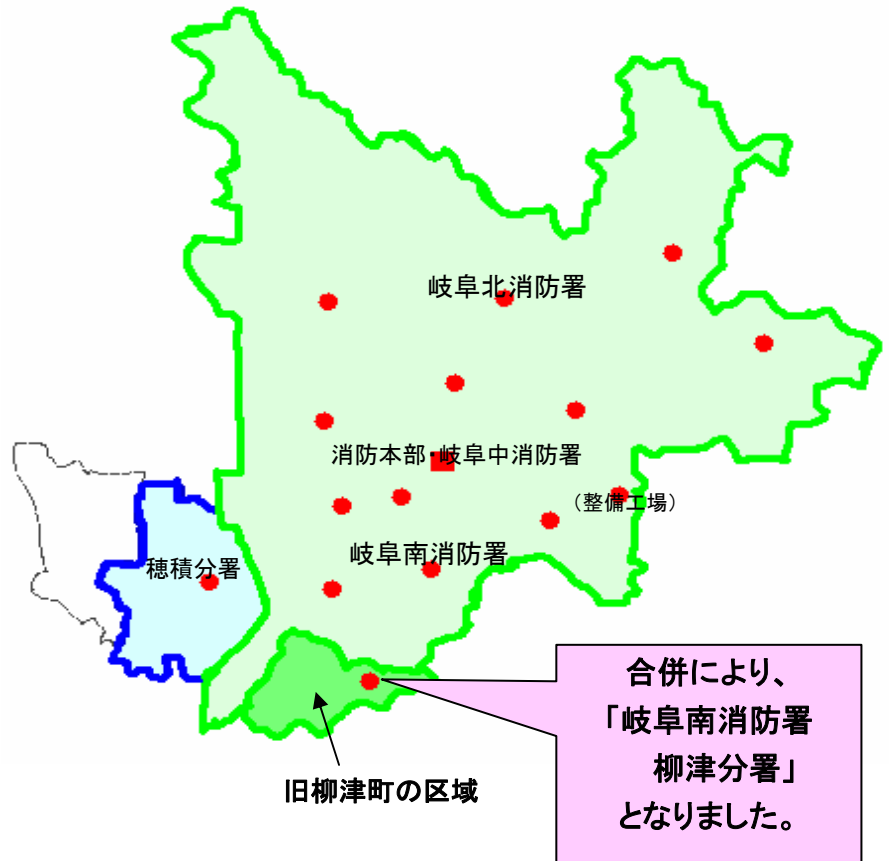 岐阜北消防署
消防本部・岐阜中消防署
（整備工場）
岐阜南消防署
穂積分署
合併により、
「岐阜南消防署
柳津分署」
となりました。
旧柳津町の区域